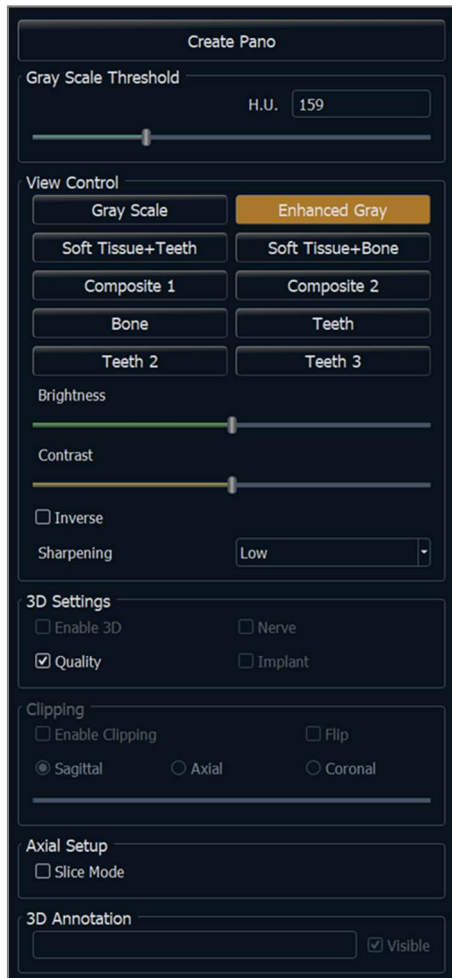 Create Pano
Gray Scale Threshold
H.U. 159
View Control
Gray Scale Enhanced Gray
Soft Tissue+Teeth Soft Tissue+Bone
Composite 1 Composite 2
Bone Teeth
Teeth 2 Teeth 3
Brightness
Contrast
Inverse
Sharpening Low
3D Settings
Enable 3D Nerve
Quality Implant
Clipping
Enable Clipping Flip
Sagittal Axial Coronal
Axial Setup
Slice Mode
3D Annotation
Visible